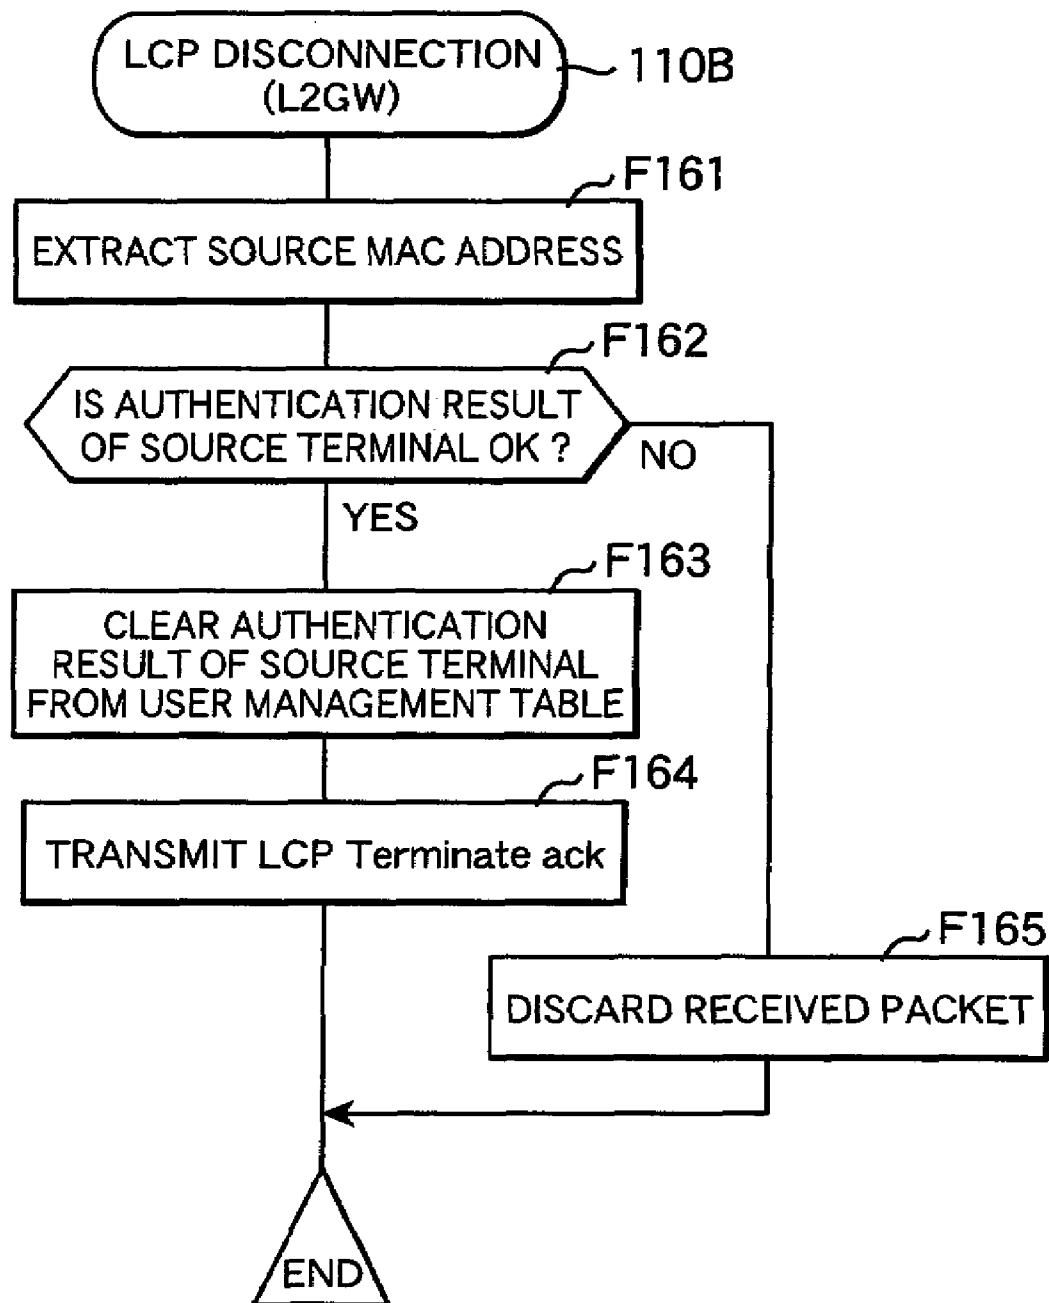 LCP DISCONNECTION
(L2GW)
110B
F161
EXTRACT SOURCE MAC ADDRESS
F162
IS AUTHENTICATION RESULT
OF SOURCE TERMINAL OK ?
NO
YES
F163
CLEAR AUTHENTICATION
RESULT OF SOURCE TERMINAL
FROM USER MANAGEMENT TABLE
F164
TRANSMIT LCP Terminate ack
F165
DISCARD RECEIVED PACKET
END